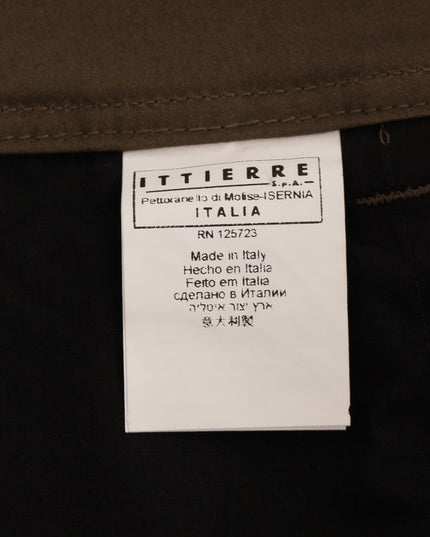 ITTIERRE
S.p.A.
Pettoranello di Molise-ISERNIA
ITALIA
RN 125723
Made in Italy
Hecho en Italia
Feito em Italia
сделано в Италии
ארץ יצור איטליה
意大利製